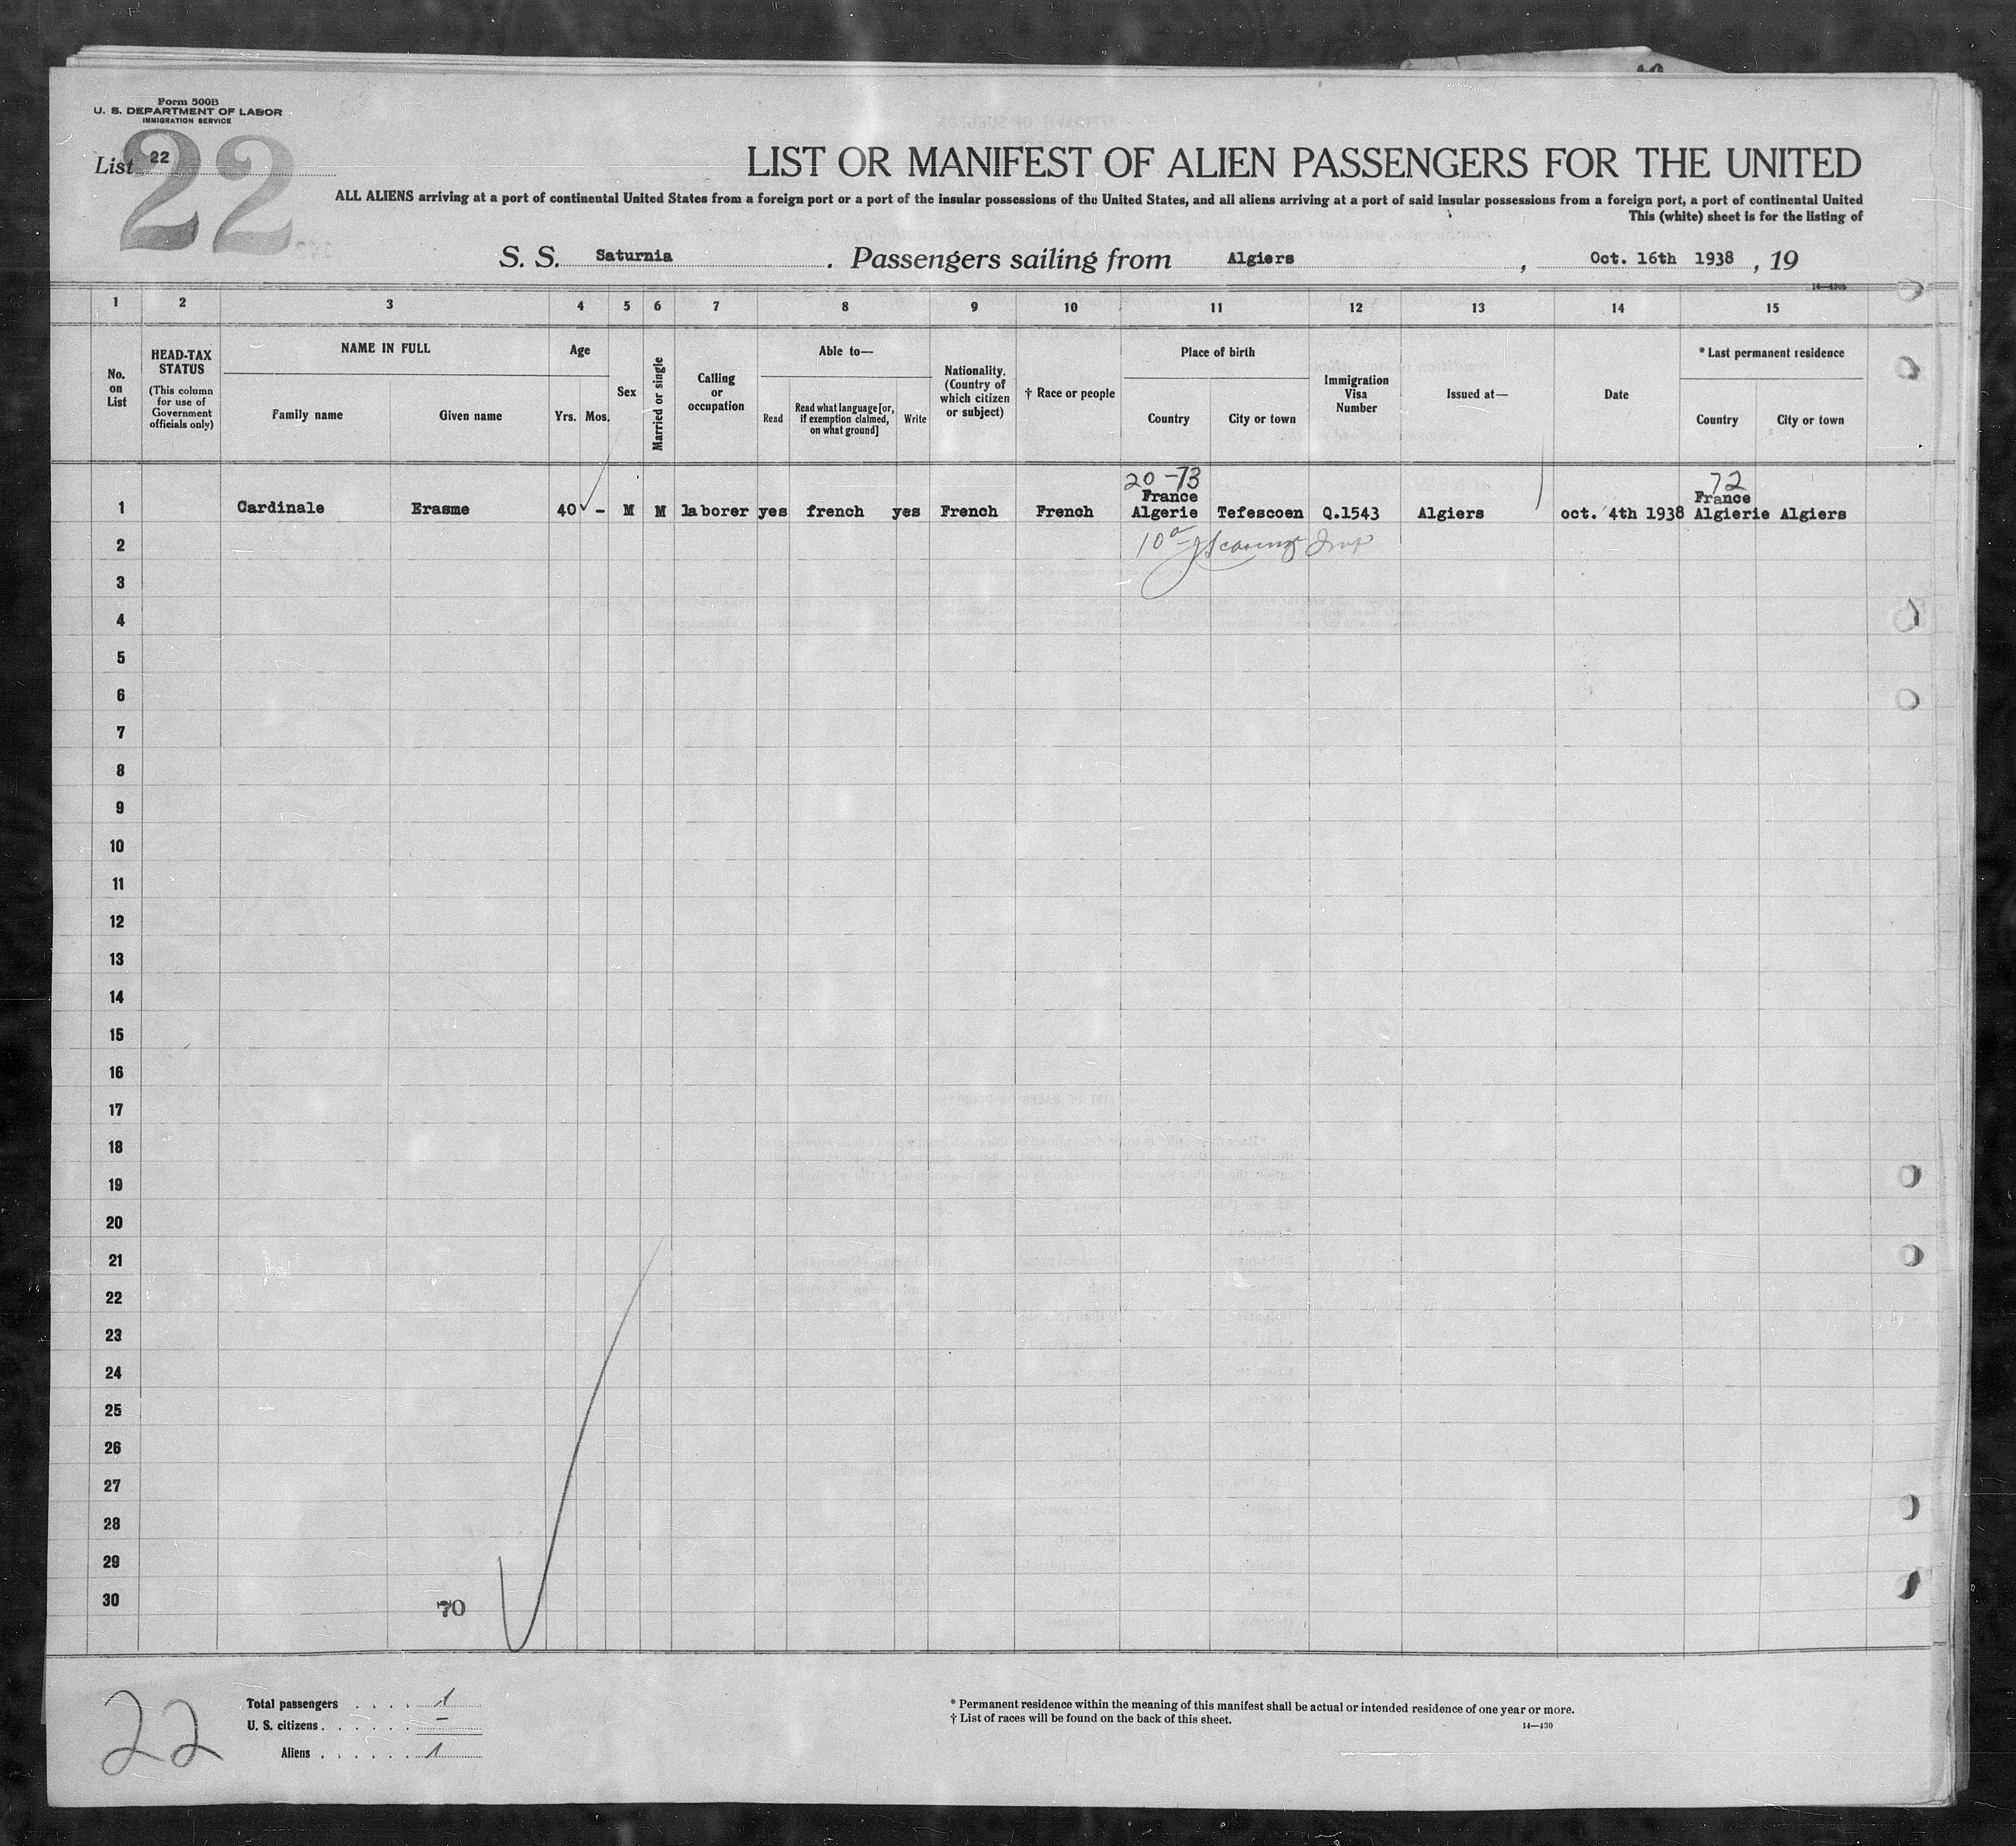 Form 500B
U. S. DEPARTMENT OF LABOR
IMMIGRATION SERVICE
List 22
22
LIST OR MANIFEST OF ALIEN PASSENGERS FOR THE UNITED
ALL ALIENS arriving at a port of continental United States from a foreign port or a port of the insular possessions of the United States, and all aliens arriving at a port of said insular possessions from a foreign port, a port of continental United
This (white) sheet is for the listing of
S. S. Saturnia. Passengers sailing from Algiers, Oct. 16th 1938, 19
1 2 3 4 5 6 7 8 9 10 11 12 13 14 15
No. on List
HEAD-TAX STATUS
(This column for use of Government officials only)
NAME IN FULL
Family name Given name
Age
Yrs. Mos.
Sex
Married or single
Calling or occupation
Able to—
Read
Read what language [or, if exemption claimed, on what ground]
Write
Nationality. (Country of which citizen or subject)
† Race or people
Place of birth
Country City or town
Immigration Visa Number
Issued at—
Date
* Last permanent residence
Country City or town
20 -73 72
France France
1 Cardinale Erasme 40 - M M laborer yes french yes French French Algerie Tefescoen Q.1543 Algiers oct. 4th 1938 Algierie Algiers
2
3
4
5
6
7
8
9
10
11
12
13
14
15
16
17
18
19
20
21
22
23
24
25
26
27
28
29
30
70
22
Total passengers . . . . 1
U. S. citizens . . . . . . —
Aliens . . . . . . 1
* Permanent residence within the meaning of this manifest shall be actual or intended residence of one year or more.
† List of races will be found on the back of this sheet.
14—430